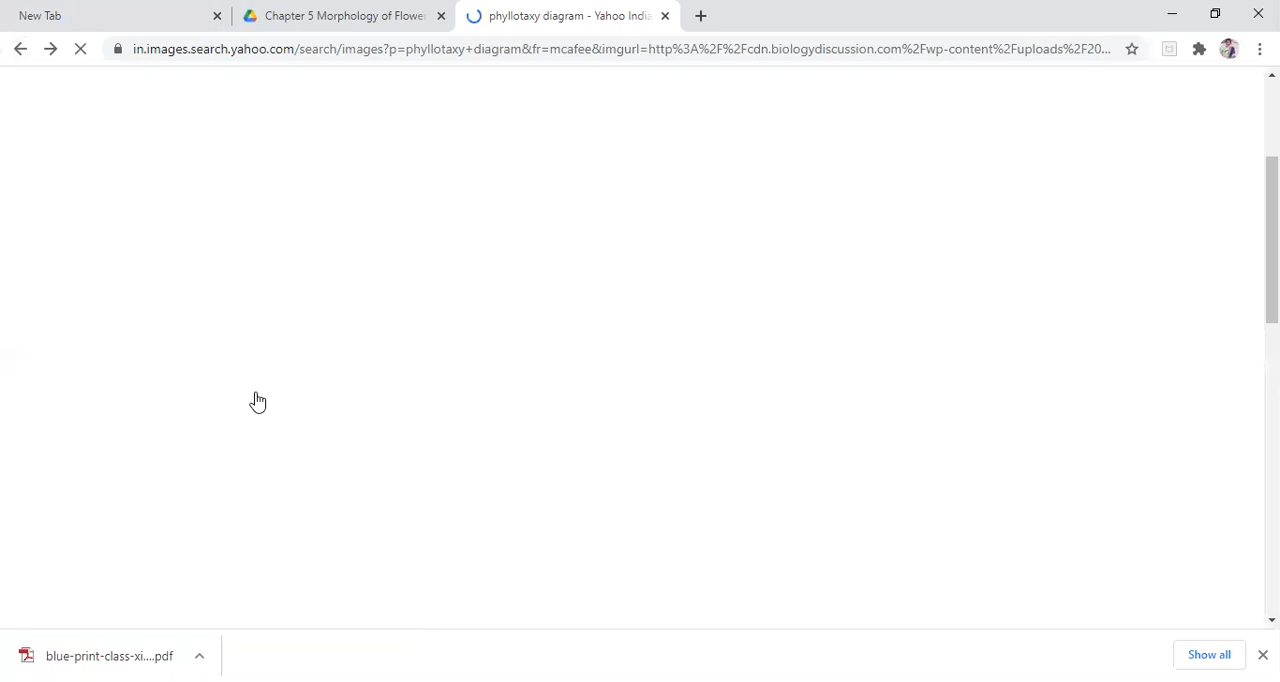 New Tab
Chapter 5 Morphology of Flower
phyllotaxy diagram - Yahoo India
in.images.search.yahoo.com/search/images?p=phyllotaxy+diagram&fr=mcafee&imgurl=http%3A%2F%2Fcdn.biologydiscussion.com%2Fwp-content%2Fuploads%2F20...
blue-print-class-xi....pdf
Show all